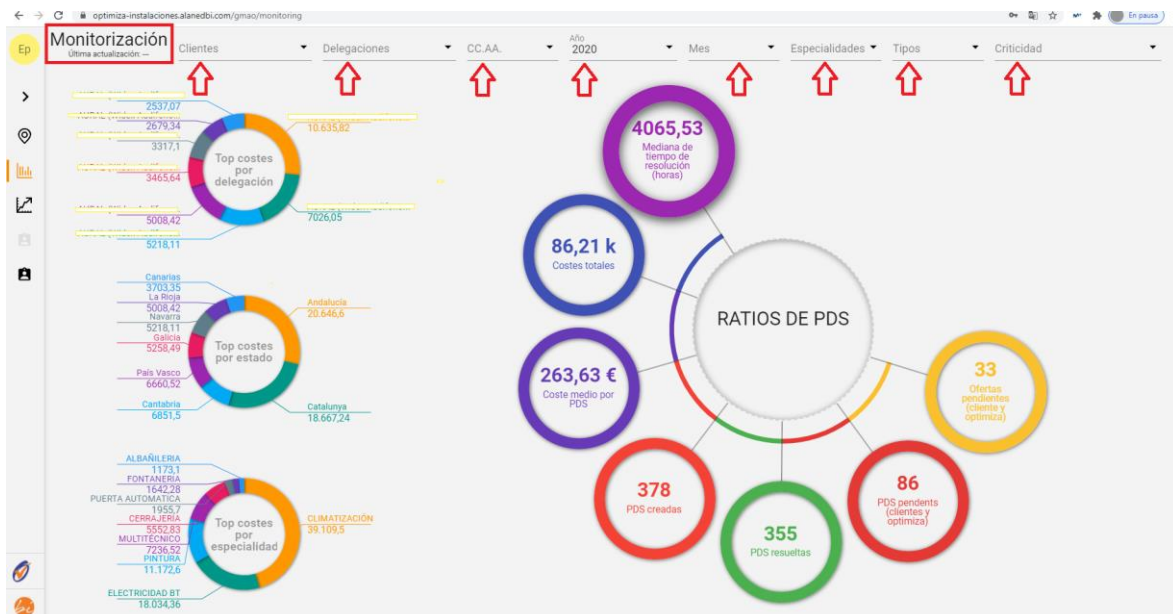 optimiza-instalaciones.alanedbi.com/gmao/monitoring
En pausa
Ep
Monitorización
Última actualización: —
Clientes
Delegaciones
CC.AA.
Año
2020
Mes
Especialidades
Tipos
Criticidad
2537,07
2679,34
3317,1
3465,64
5008,42
5218,11
10.635,82
7026,05
Top costes
por
delegación
Canarias
3703,35
La Rioja
5008,42
Navarra
5218,11
Galicia
5258,49
País Vasco
6660,52
Cantabria
6851,5
Andalucía
20.646,6
Catalunya
18.667,24
Top costes
por estado
ALBAÑILERIA
1173,1
FONTANERIA
1642,28
PUERTA AUTOMATICA
1955,7
CERRAJERÍA
5552,83
MULTITÉCNICO
7236,52
PINTURA
11.172,6
ELECTRICIDAD BT
18.034,36
CLIMATIZACIÓN
39.109,5
Top costes
por
especialidad
4065,53
Mediana de
tiempo de
resolución
(horas)
86,21 k
Costes totales
263,63 €
Coste medio por
PDS
378
PDS creadas
355
PDS resueltas
86
PDS pendents
(clientes y
optimiza)
33
Ofertas
pendientes
(cliente y
optimiza)
RATIOS DE PDS